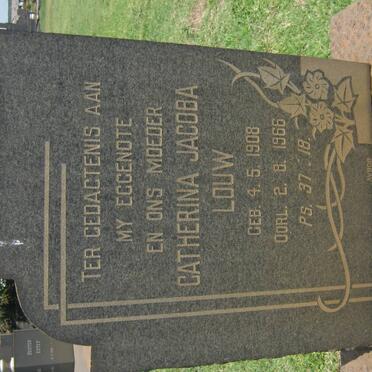 TER GEDAGTENIS AAN
MY EGGENOTE
EN ONS MOEDER
CATHERINA JACOBA
LOUW
GEB. 4. 5. 1908
OORL. 2. 8. 1966
PS. 37 : 18.